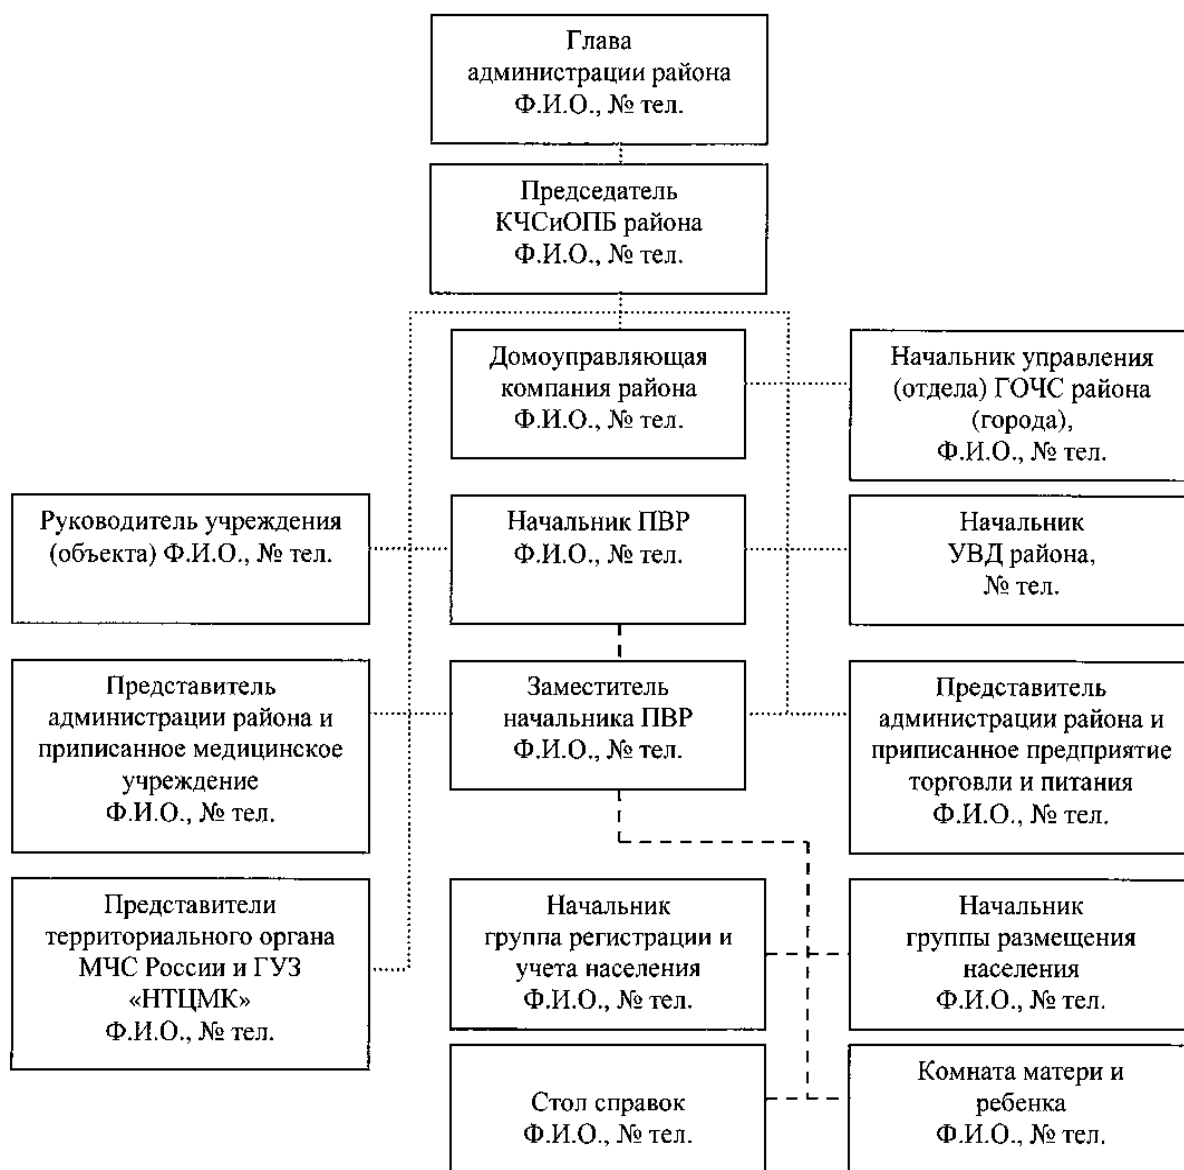 Глава
администрации района
Ф.И.О., № тел.
Председатель
КЧСиОПБ района
Ф.И.О., № тел.
Домоуправляющая
компания района
Ф.И.О., № тел.
Начальник управления
(отдела) ГОЧС района
(города),
Ф.И.О., № тел.
Руководитель учреждения
(объекта) Ф.И.О., № тел.
Начальник ПВР
Ф.И.О., № тел.
Начальник
УВД района,
№ тел.
Представитель
администрации района и
приписанное медицинское
учреждение
Ф.И.О., № тел.
Заместитель
начальника ПВР
Ф.И.О., № тел.
Представитель
администрации района и
приписанное предприятие
торговли и питания
Ф.И.О., № тел.
Представители
территориального органа
МЧС России и ГУЗ
«НТЦМК»
Ф.И.О., № тел.
Начальник
группа регистрации и
учета населения
Ф.И.О., № тел.
Начальник
группы размещения
населения
Ф.И.О., № тел.
Стол справок
Ф.И.О., № тел.
Комната матери и
ребенка
Ф.И.О., № тел.